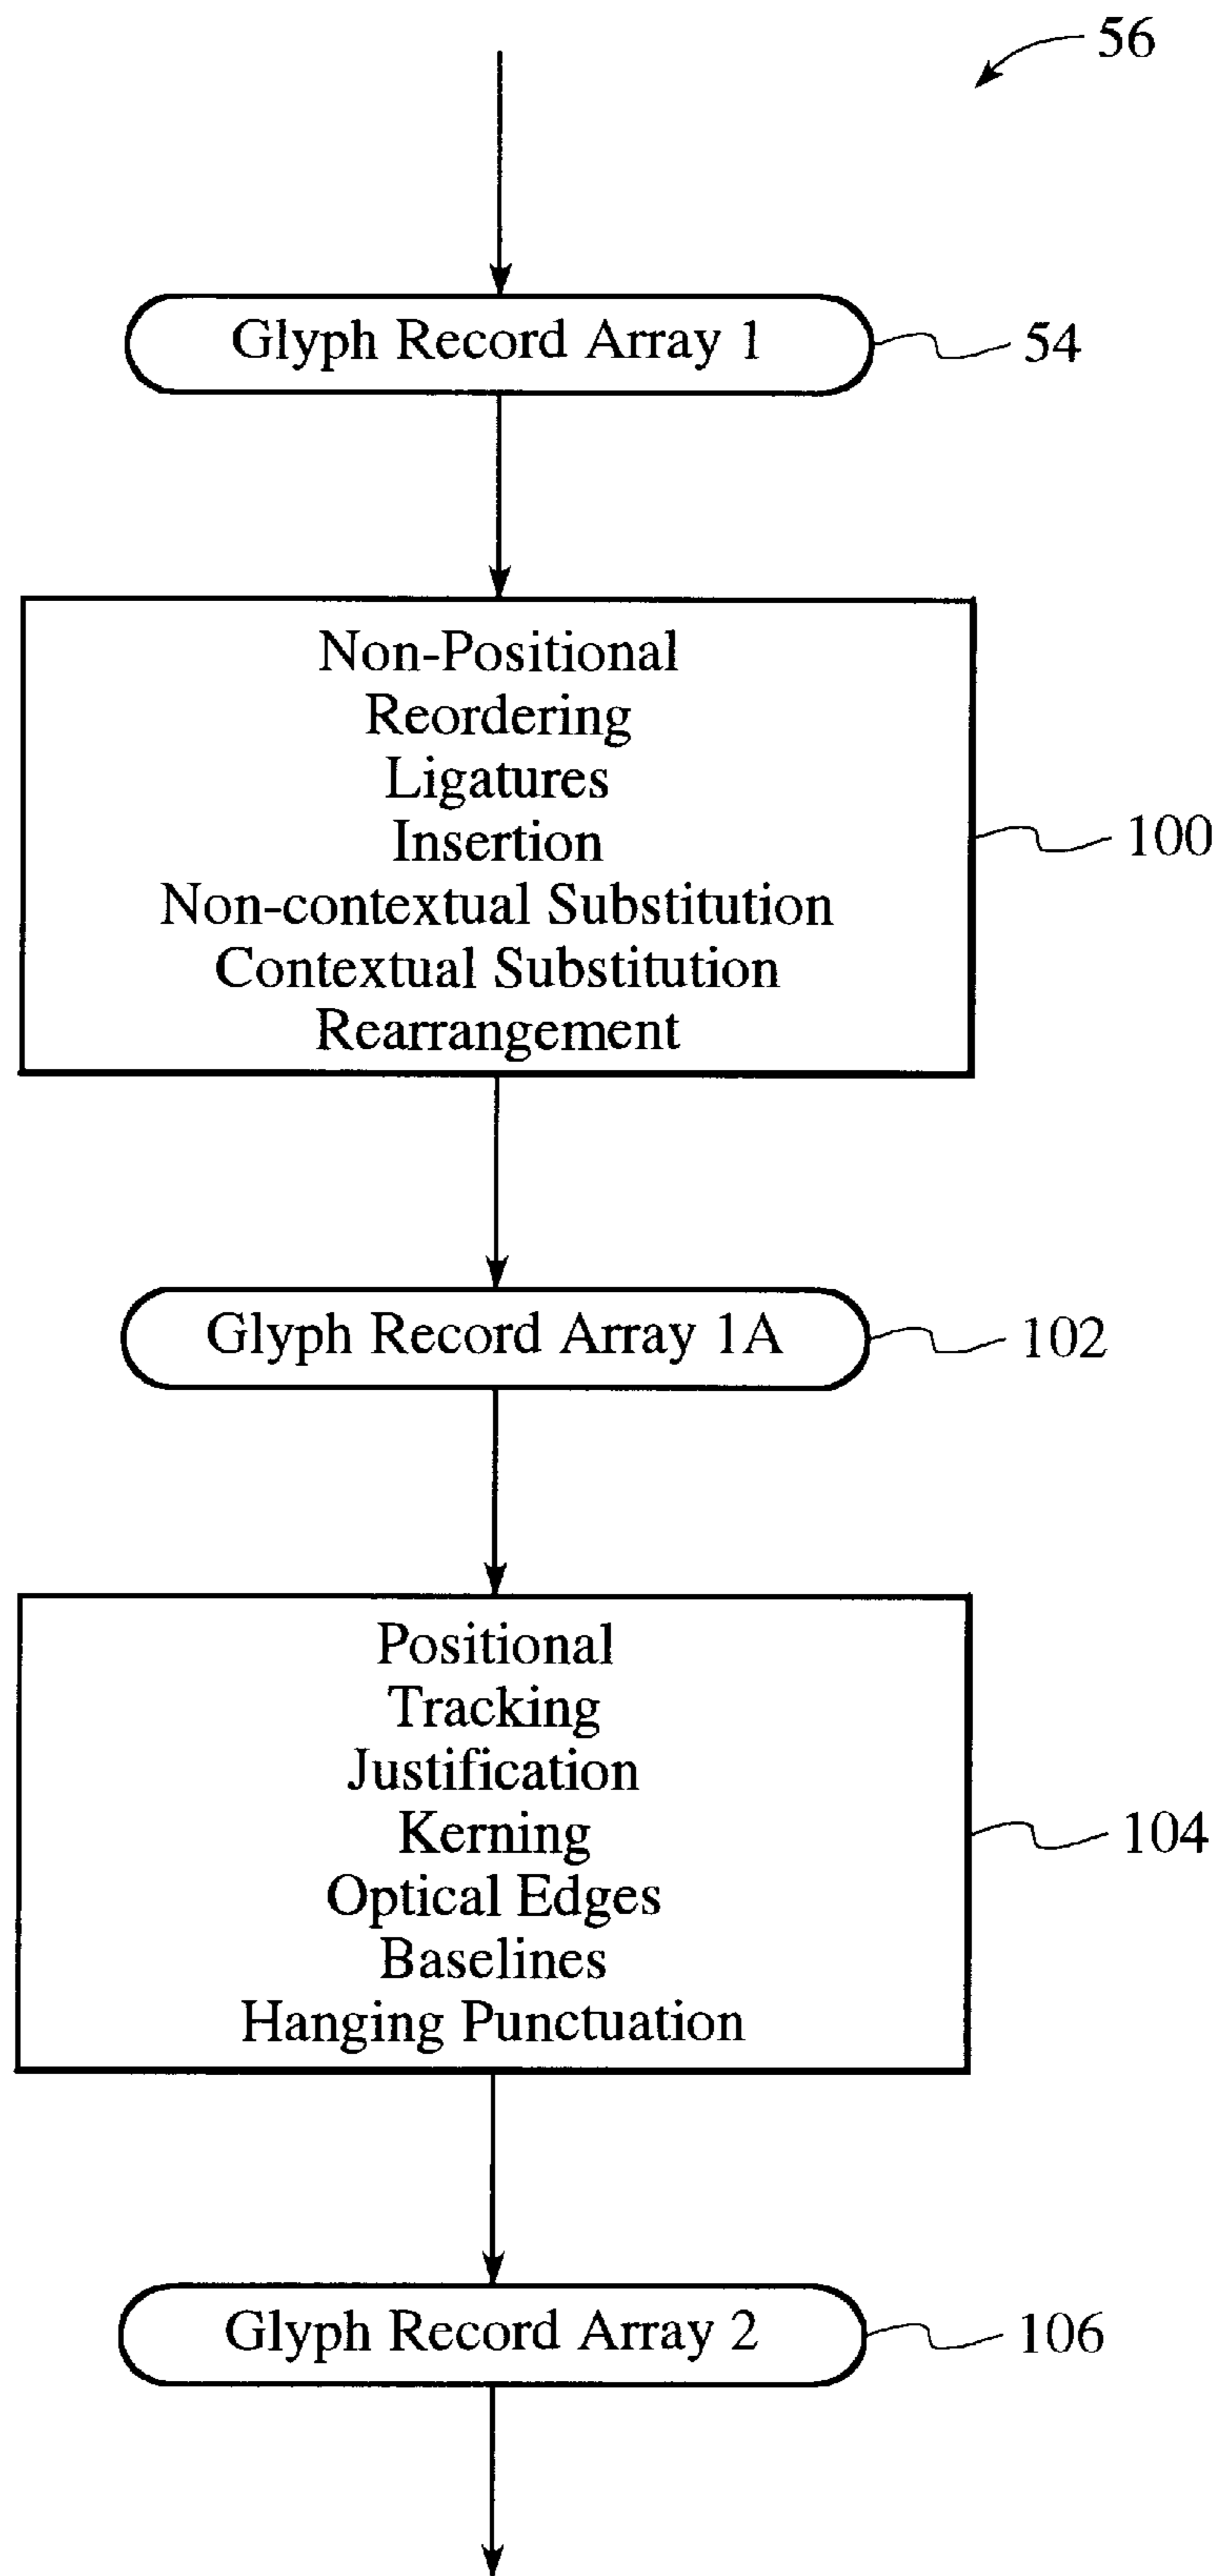 56
Glyph Record Array 1
54
Non-Positional
Reordering
Ligatures
Insertion
Non-contextual Substitution
Contextual Substitution
Rearrangement
100
Glyph Record Array 1A
102
Positional
Tracking
Justification
Kerning
Optical Edges
Baselines
Hanging Punctuation
104
Glyph Record Array 2
106